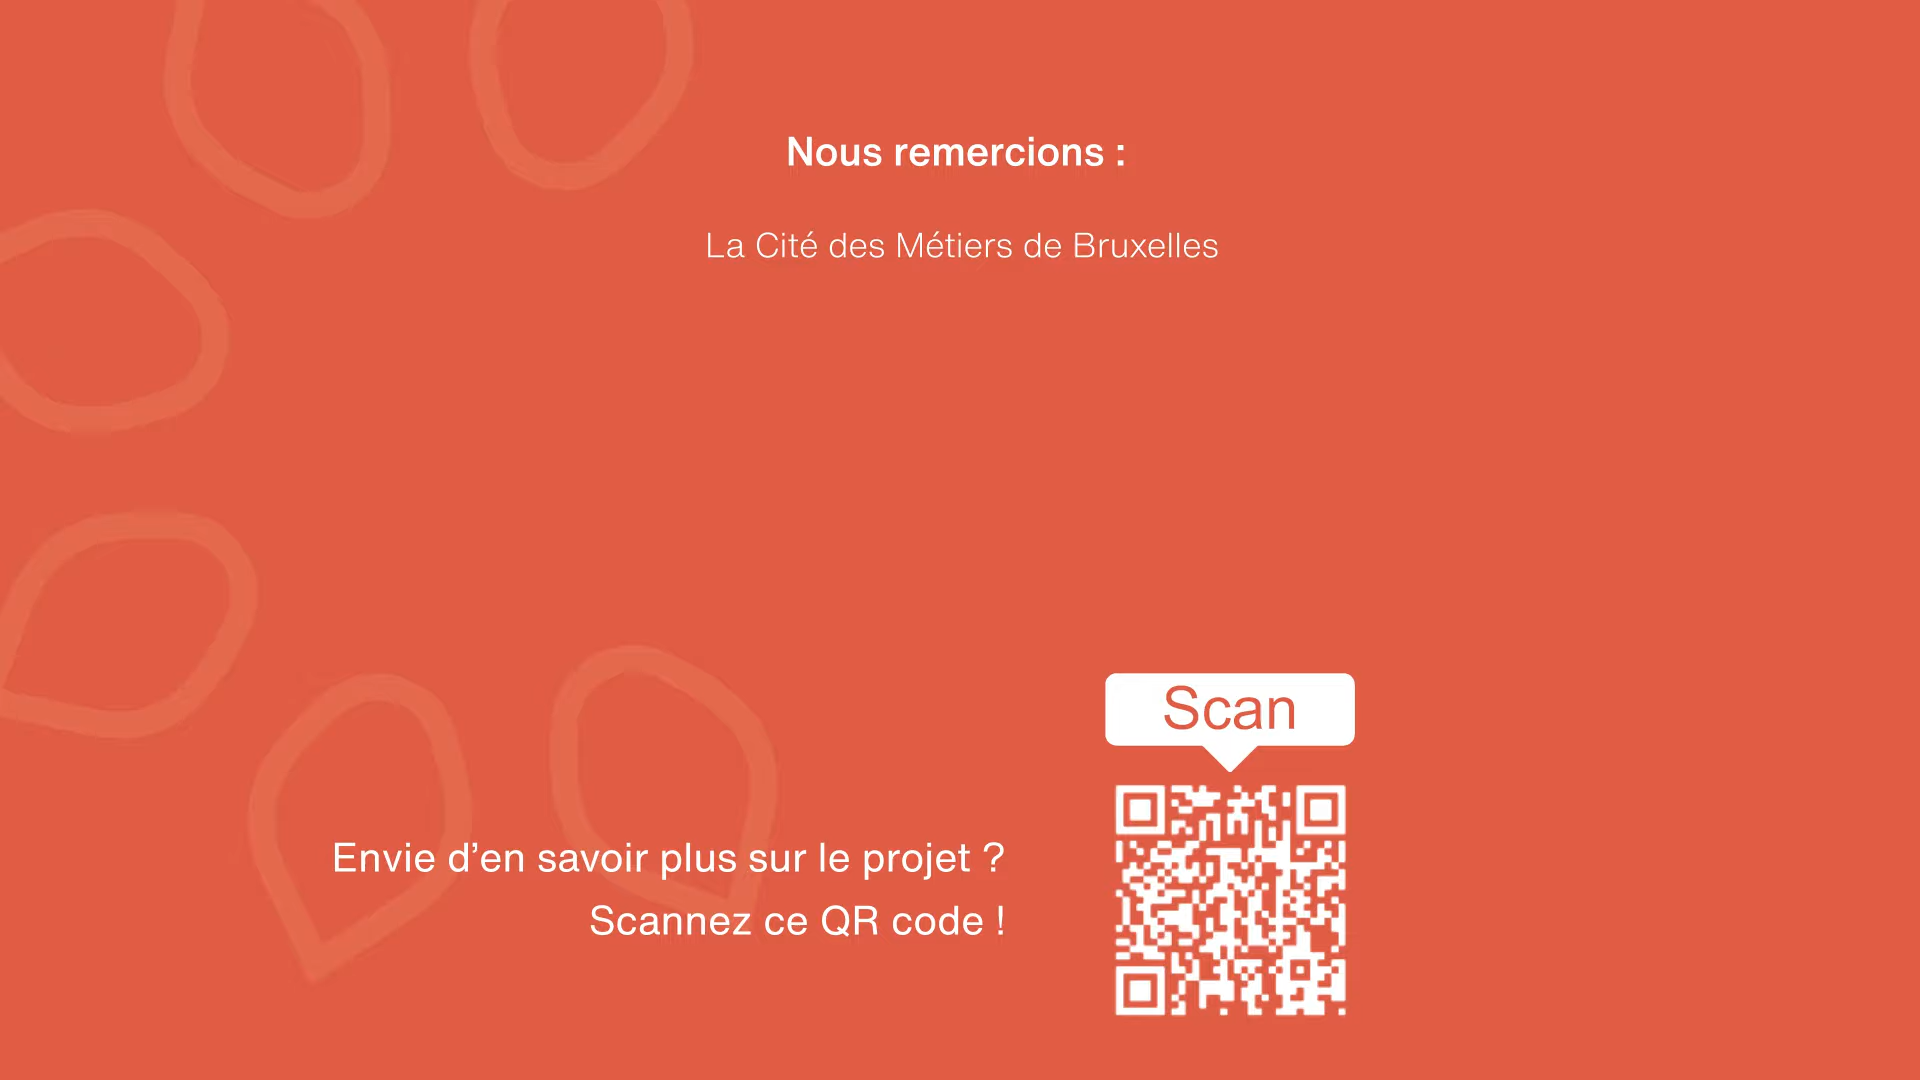 Nous remercions :
La Cité des Métiers de Bruxelles
Scan
Envie d’en savoir plus sur le projet ?
Scannez ce QR code !